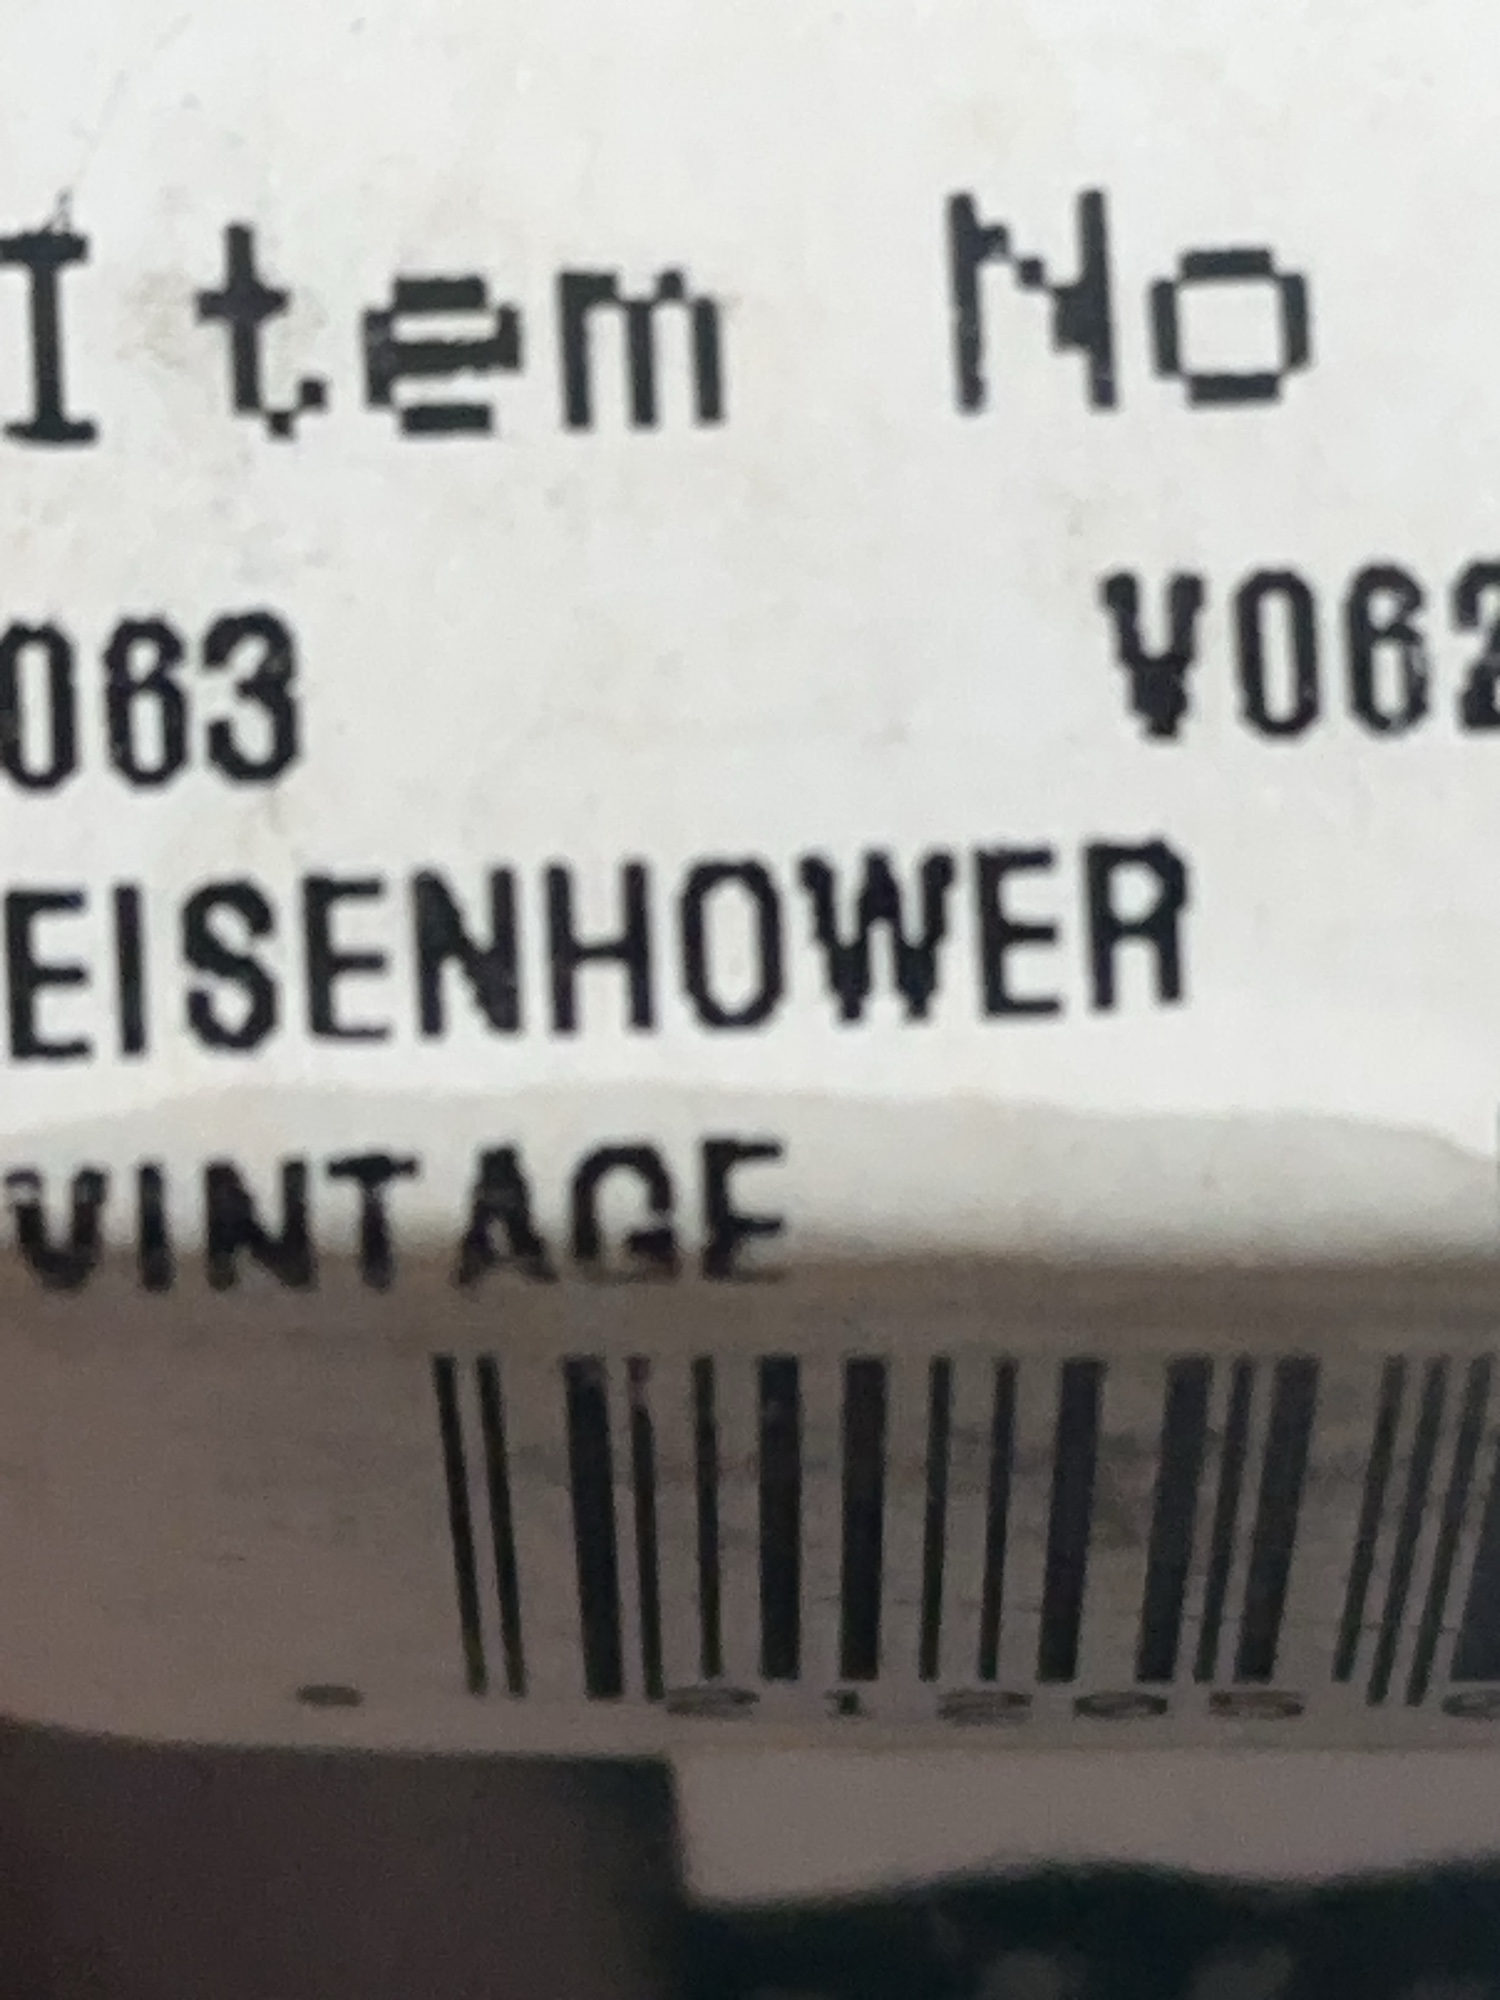 Item No
063 V062
EISENHOWER
VINTAGE